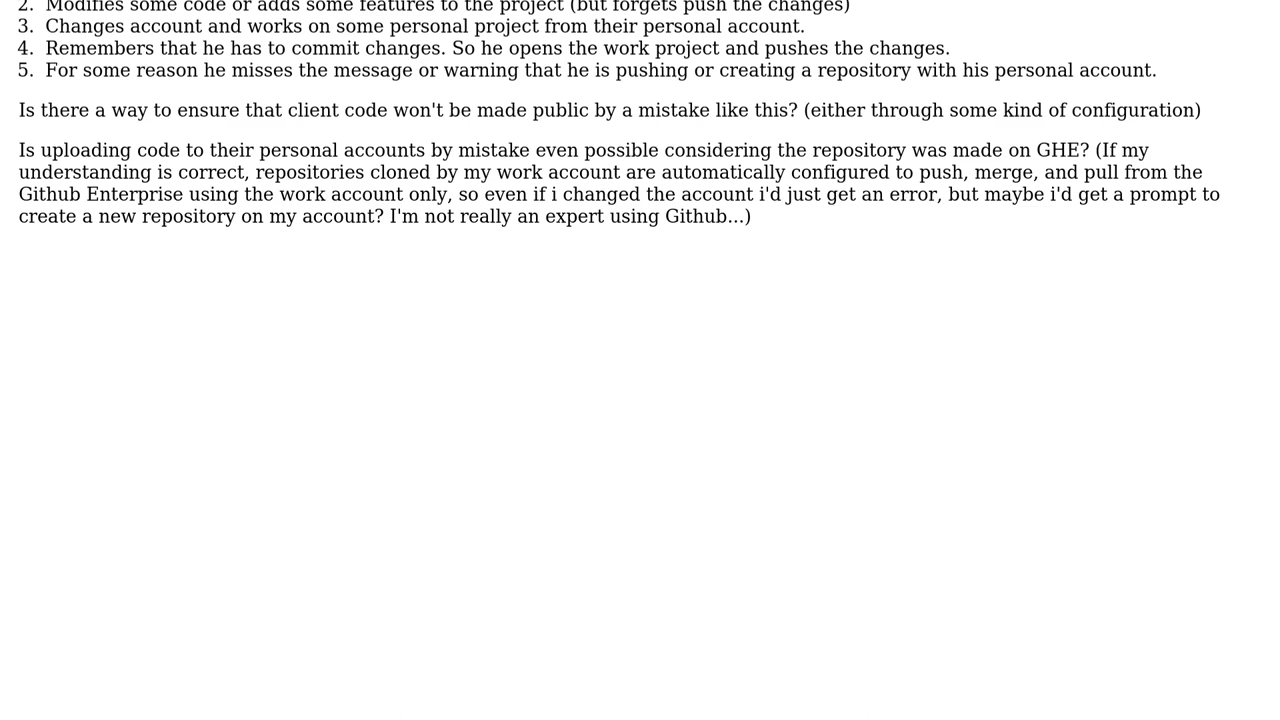 2. Modifies some code or adds some features to the project (but forgets push the changes)
3. Changes account and works on some personal project from their personal account.
4. Remembers that he has to commit changes. So he opens the work project and pushes the changes.
5. For some reason he misses the message or warning that he is pushing or creating a repository with his personal account.
Is there a way to ensure that client code won't be made public by a mistake like this? (either through some kind of configuration)
Is uploading code to their personal accounts by mistake even possible considering the repository was made on GHE? (If my
understanding is correct, repositories cloned by my work account are automatically configured to push, merge, and pull from the
Github Enterprise using the work account only, so even if i changed the account i'd just get an error, but maybe i'd get a prompt to
create a new repository on my account? I'm not really an expert using Github...)